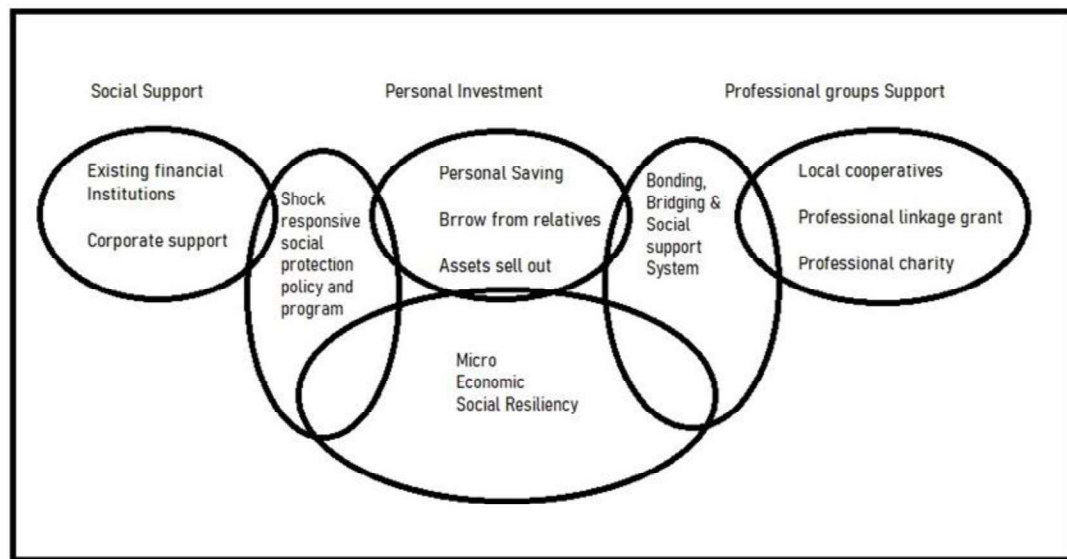 Social Support
Personal Investment
Professional groups Support
Existing financial
Institutions
Corporate support
Shock
responsive
social
protection
policy and
program
Personal Saving
Brrow from relatives
Assets sell out
Bonding,
Bridging &
Social
support
System
Local cooperatives
Professional linkage grant
Professional charity
Micro
Economic
Social Resiliency